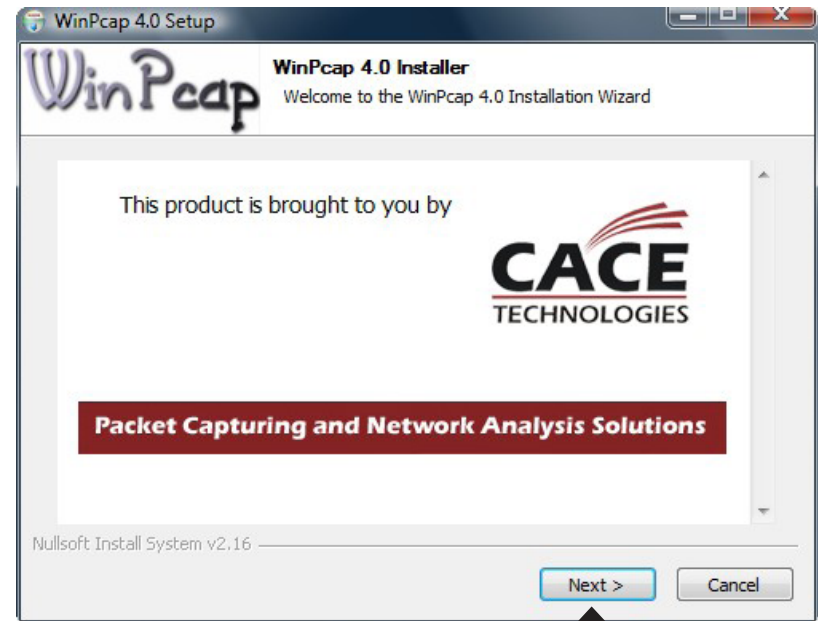 WinPcap 4.0 Setup
WinPcap
WinPcap 4.0 Installer
Welcome to the WinPcap 4.0 Installation Wizard
This product is brought to you by
CACE
TECHNOLOGIES
Packet Capturing and Network Analysis Solutions
Nullsoft Install System v2.16
Next >
Cancel